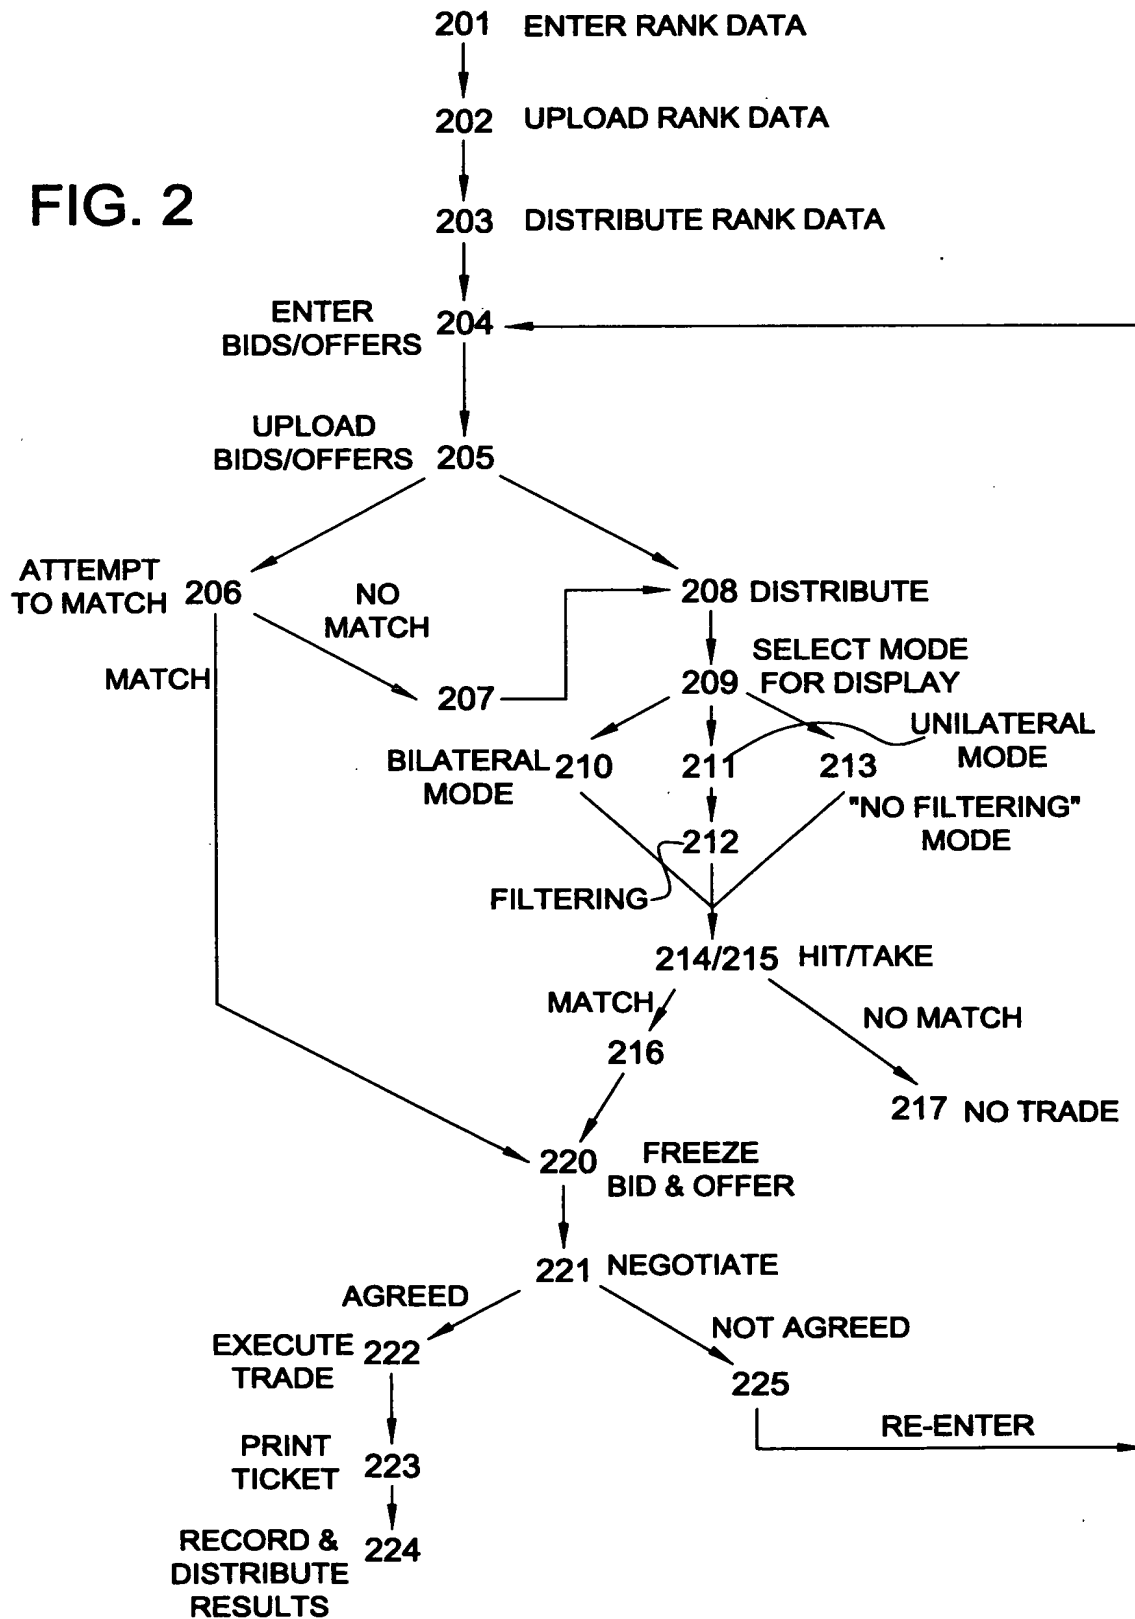 201 ENTER RANK DATA
202 UPLOAD RANK DATA
FIG. 2
203 DISTRIBUTE RANK DATA
ENTER
BIDS/OFFERS
204
UPLOAD
BIDS/OFFERS
205
ATTEMPT
TO MATCH
206
NO
MATCH
208 DISTRIBUTE
MATCH
207
SELECT MODE
FOR DISPLAY
209
UNILATERAL
MODE
BILATERAL
MODE
210
211
213
"NO FILTERING"
MODE
212
FILTERING
214/215 HIT/TAKE
MATCH
NO MATCH
216
217 NO TRADE
220
FREEZE
BID & OFFER
221 NEGOTIATE
AGREED
NOT AGREED
EXECUTE
TRADE
222
225
RE-ENTER
PRINT
TICKET
223
RECORD &
DISTRIBUTE
RESULTS
224